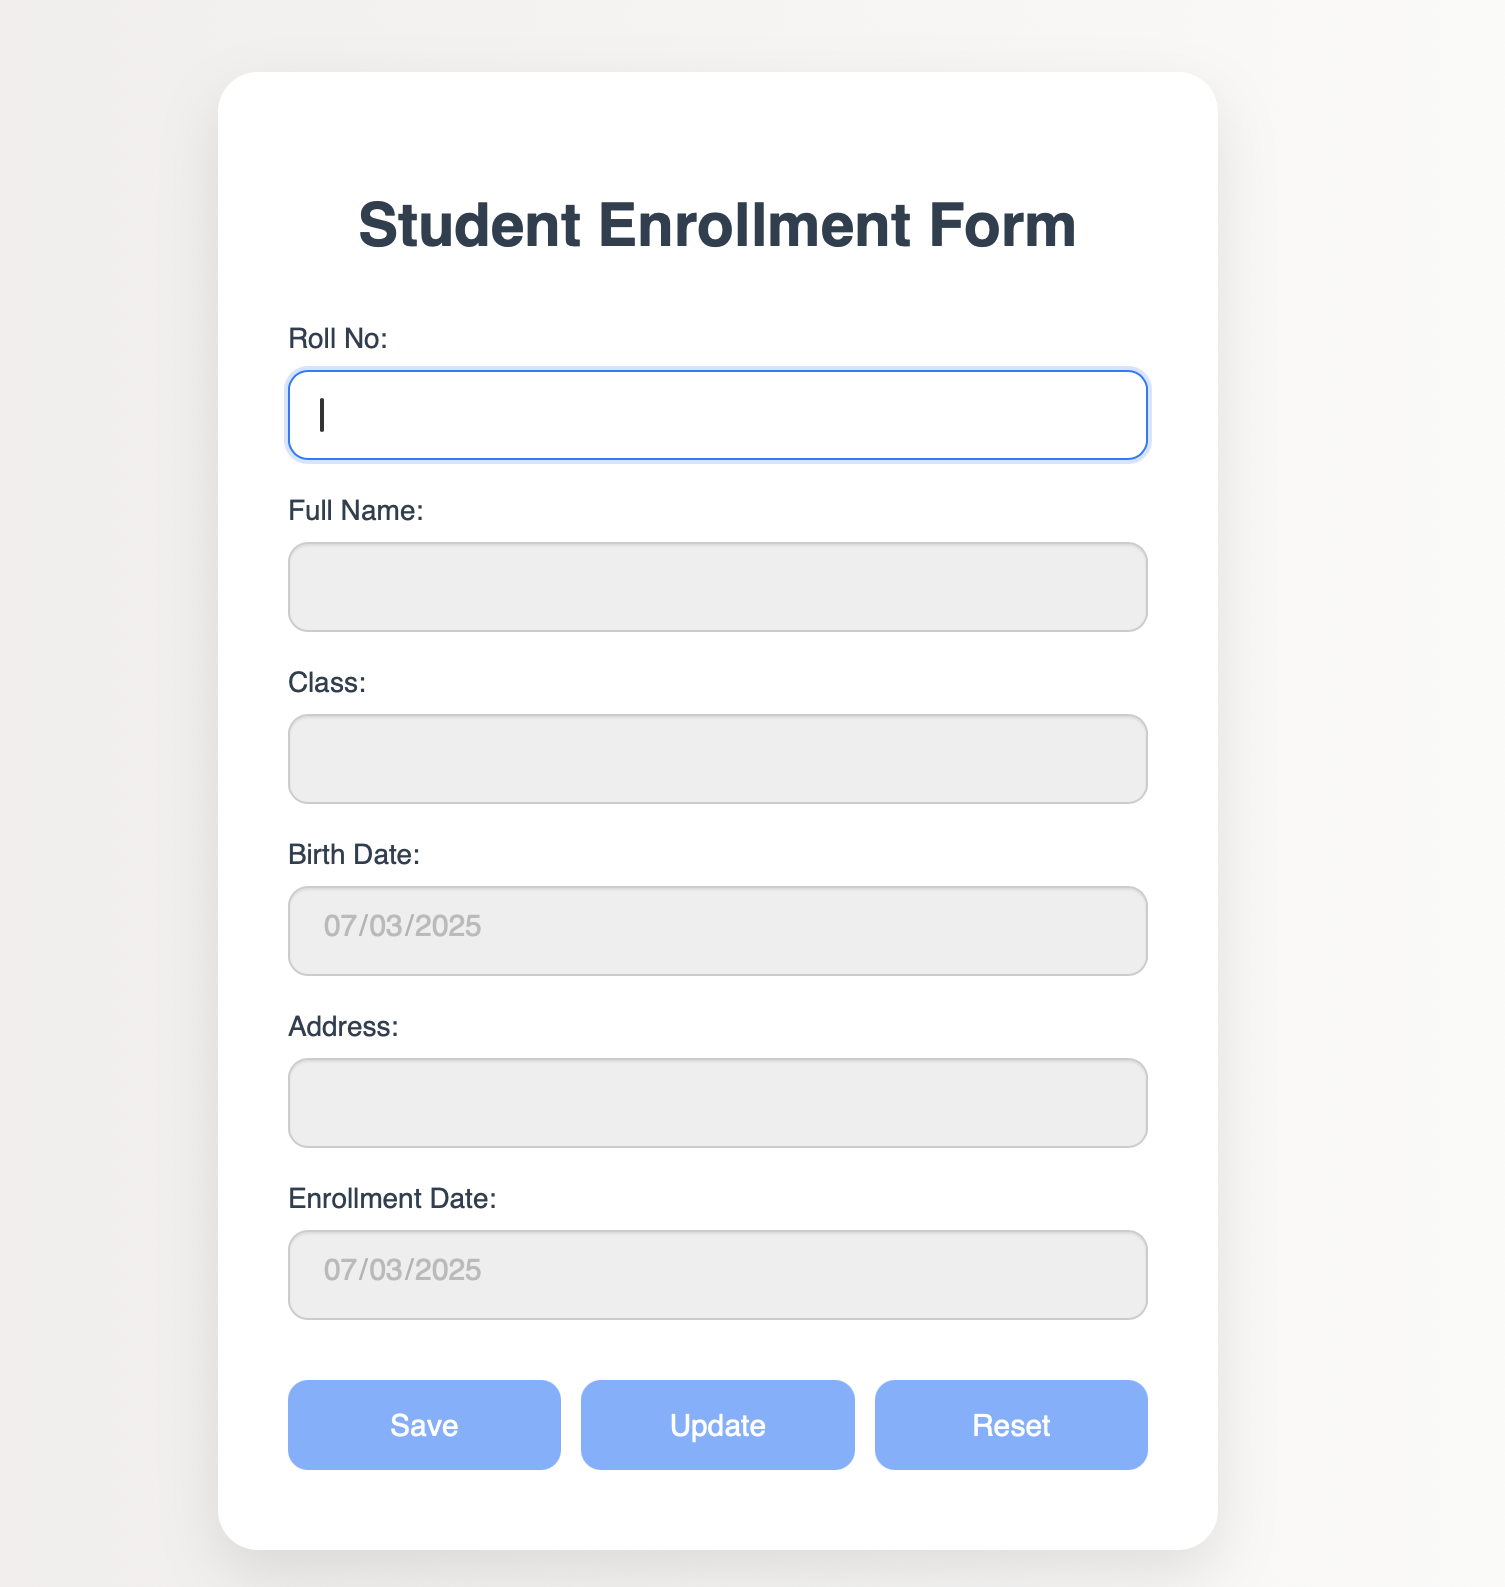 Student Enrollment Form
Roll No:
Full Name:
Class:
Birth Date:
07/03/2025
Address:
Enrollment Date:
07/03/2025
Save Update Reset